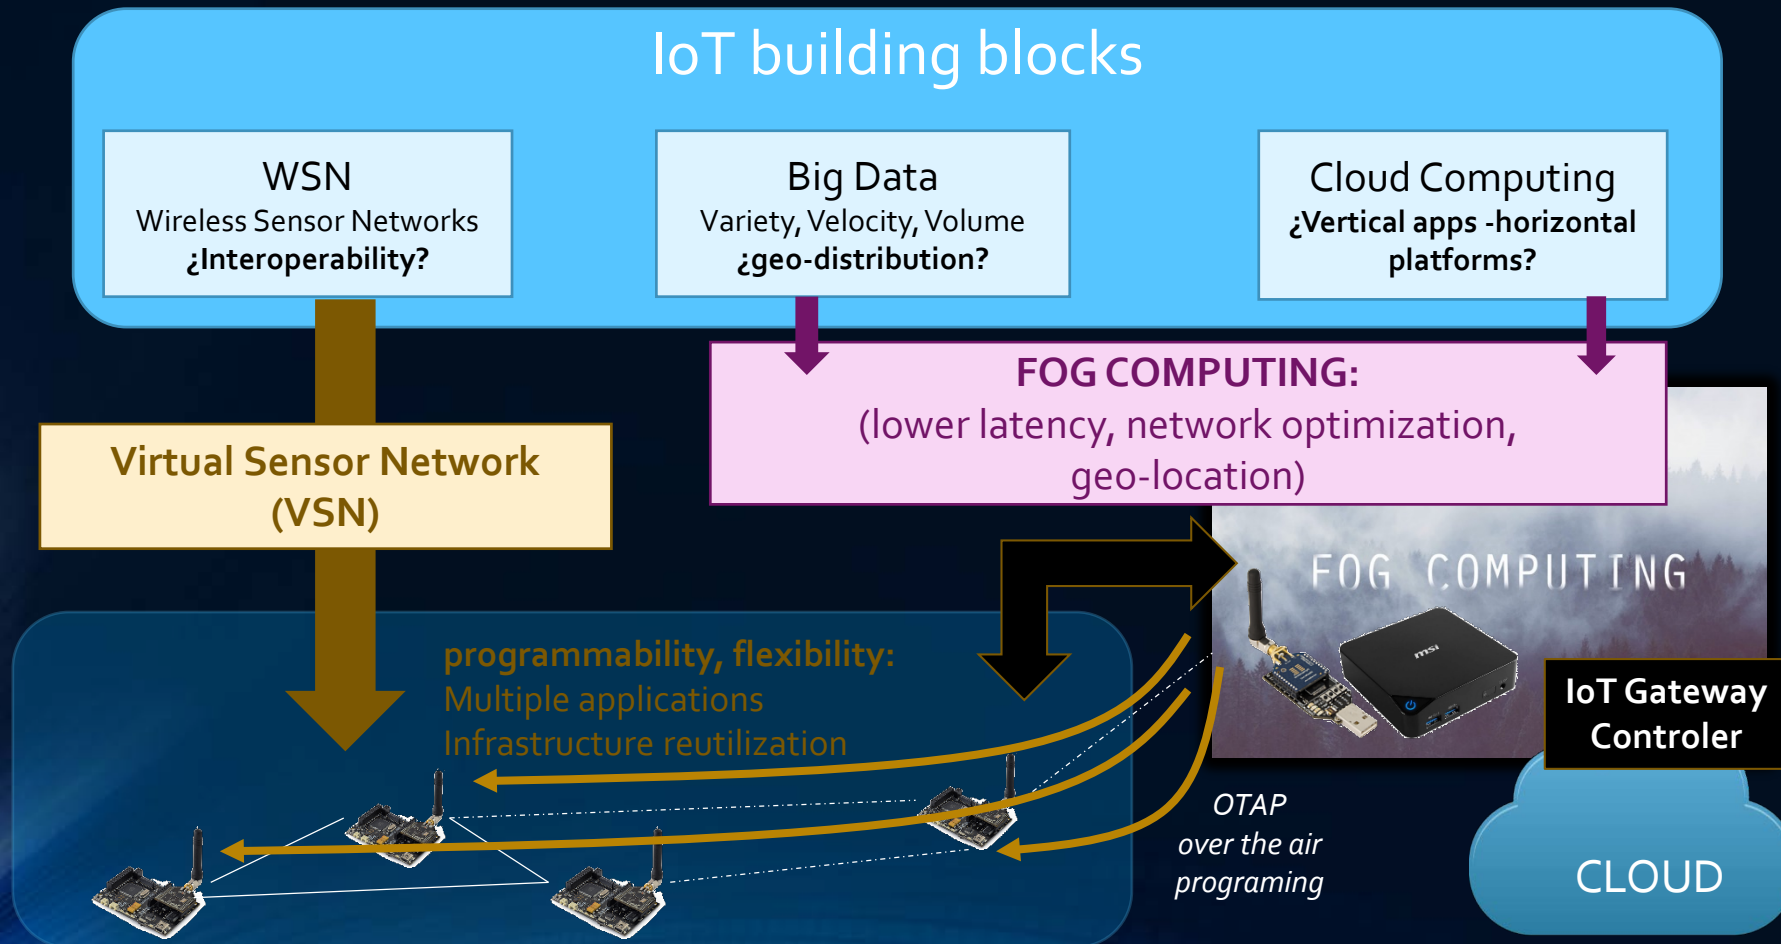 IoT building blocks
WSN
Wireless Sensor Networks
¿Interoperability?
Big Data
Variety, Velocity, Volume
¿geo-distribution?
Cloud Computing
¿Vertical apps -horizontal
platforms?
FOG COMPUTING:
(lower latency, network optimization,
geo-location)
Virtual Sensor Network
(VSN)
FOG COMPUTING
msi
programmability, flexibility:
Multiple applications
Infrastructure reutilization
IoT Gateway
Controler
OTAP
over the air
programing
CLOUD